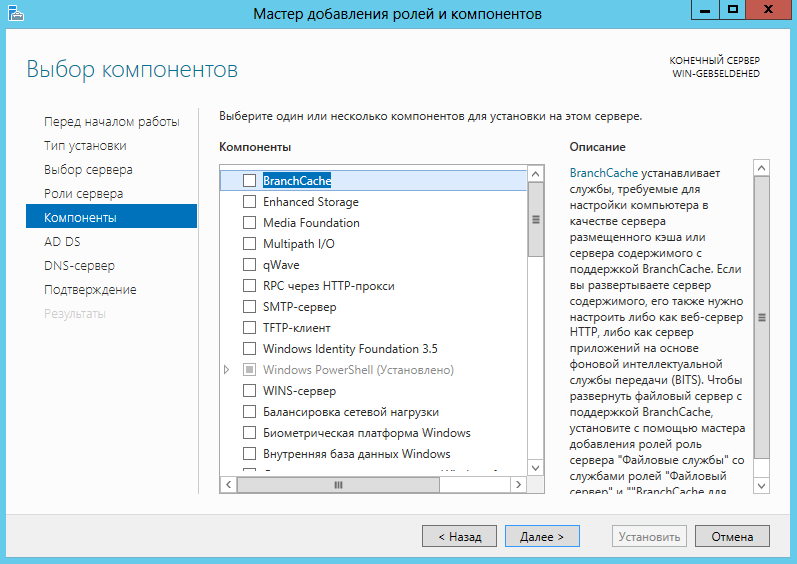 Мастер добавления ролей и компонентов
Выбор компонентов
КОНЕЧНЫЙ СЕРВЕР
WIN-GEB5ELDEHED
Перед началом работы
Тип установки
Выбор сервера
Роли сервера
Компоненты
AD DS
DNS-сервер
Подтверждение
Результаты
Выберите один или несколько компонентов для установки на этом сервере.
Компоненты
BranchCache
Enhanced Storage
Media Foundation
Multipath I/O
qWave
RPC через HTTP-прокси
SMTP-сервер
TFTP-клиент
Windows Identity Foundation 3.5
Windows PowerShell (Установлено)
WINS-сервер
Балансировка сетевой нагрузки
Биометрическая платформа Windows
Внутренняя база данных Windows
Описание
BranchCache устанавливает
службы, требуемые для
настройки компьютера в
качестве сервера
размещенного кэша или
сервера содержимого с
поддержкой BranchCache. Если
вы развертываете сервер
содержимого, его также нужно
настроить либо как веб-сервер
HTTP, либо как сервер
приложений на основе
фоновой интеллектуальной
службы передачи (BITS). Чтобы
развернуть файловый сервер с
поддержкой BranchCache,
установите с помощью мастера
добавления ролей роль
сервера "Файловые службы" со
службами ролей "Файловый
сервер" и ""BranchCache для
< Назад
Далее >
Установить
Отмена